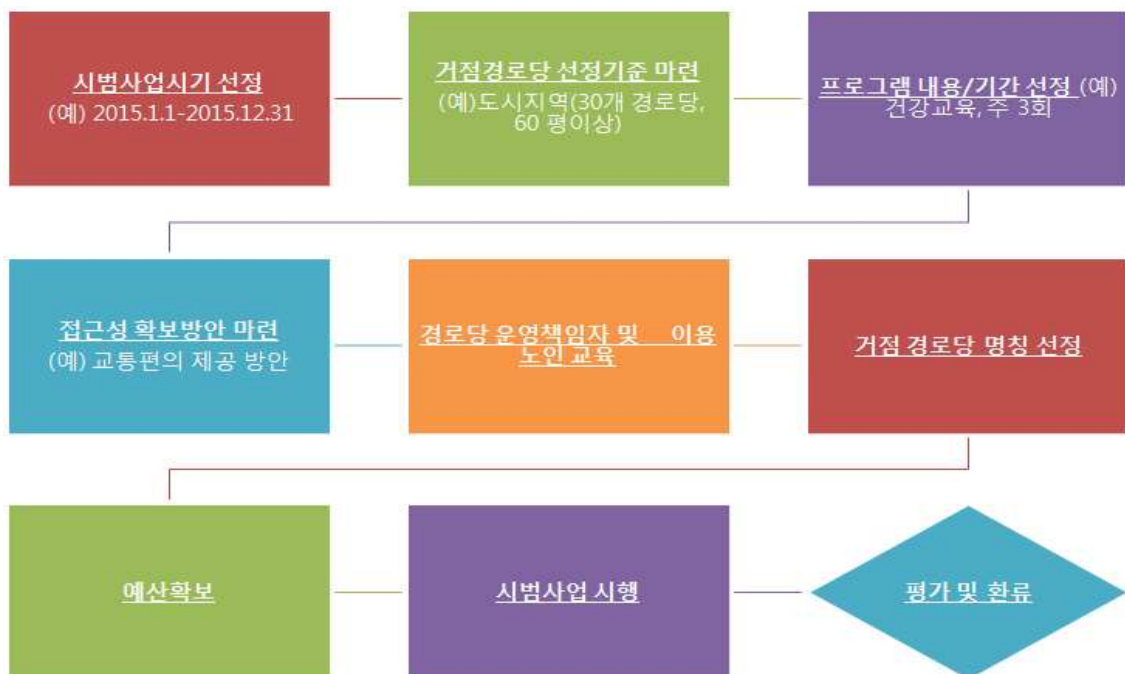 시범사업시기 선정
(예) 2015.1.1-2015.12.31
거점경로당 선정기준 마련
(예)도시지역(30개 경로당,
60 평이상)
프로그램 내용/기간 선정 (예)
건강교육, 주 3회
접근성 확보방안 마련
(예) 교통편의 제공 방안
경로당 운영책임자 및 이용
노인 교육
거점 경로당 명칭 선정
예산확보
시범사업 시행
평가 및 환류